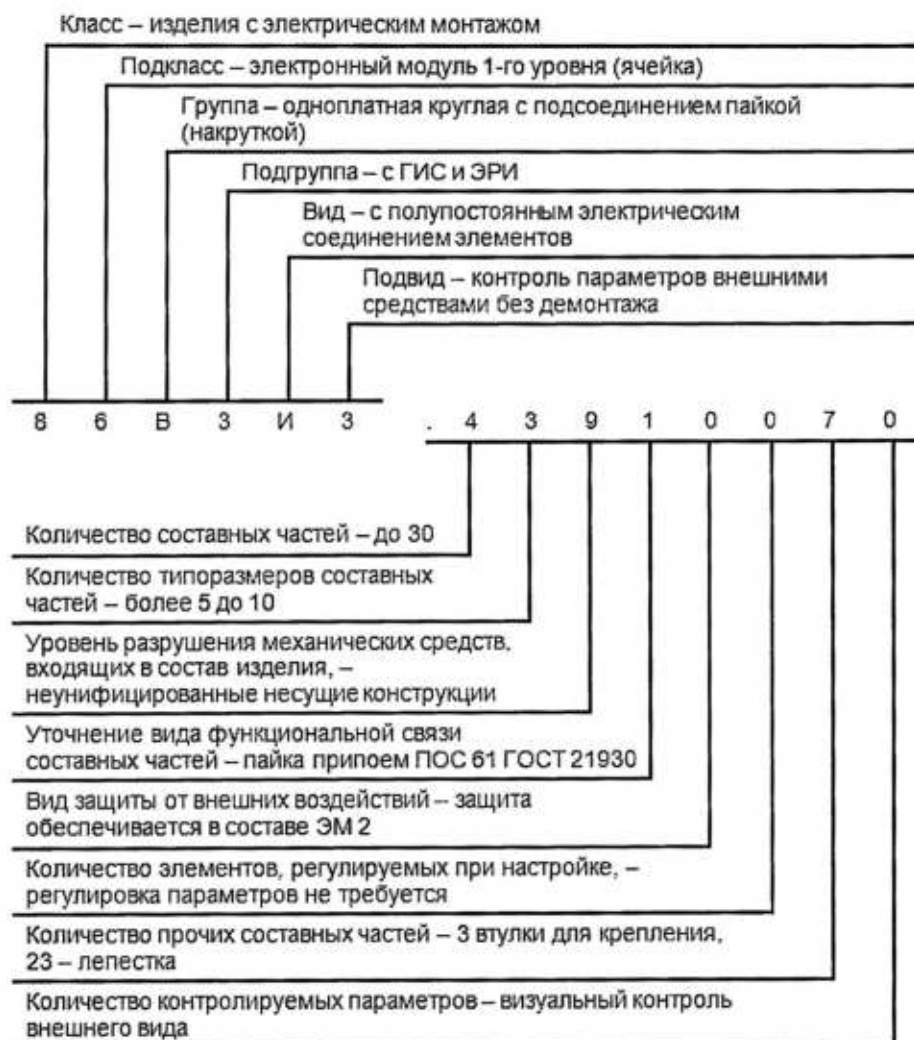 Класс – изделия с электрическим монтажом
Подкласс – электронный модуль 1-го уровня (ячейка)
Группа – одноплатная круглая с подсоединением пайкой
(накруткой)
Подгруппа – с ГИС и ЭРИ
Вид – с полупостоянным электрическим
соединением элементов
Подвид – контроль параметров внешними
средствами без демонтажа
8 6 В 3 И 3 . 4 3 9 1 0 0 7 0
Количество составных частей – до 30
Количество типоразмеров составных
частей – более 5 до 10
Уровень разрушения механических средств,
входящих в состав изделия, –
неунифицированные несущие конструкции
Уточнение вида функциональной связи
составных частей – пайка припоем ПОС 61 ГОСТ 21930
Вид защиты от внешних воздействий – защита
обеспечивается в составе ЭМ 2
Количество элементов, регулируемых при настройке, –
регулировка параметров не требуется
Количество прочих составных частей – 3 втулки для крепления,
23 – лепестка
Количество контролируемых параметров – визуальный контроль
внешнего вида